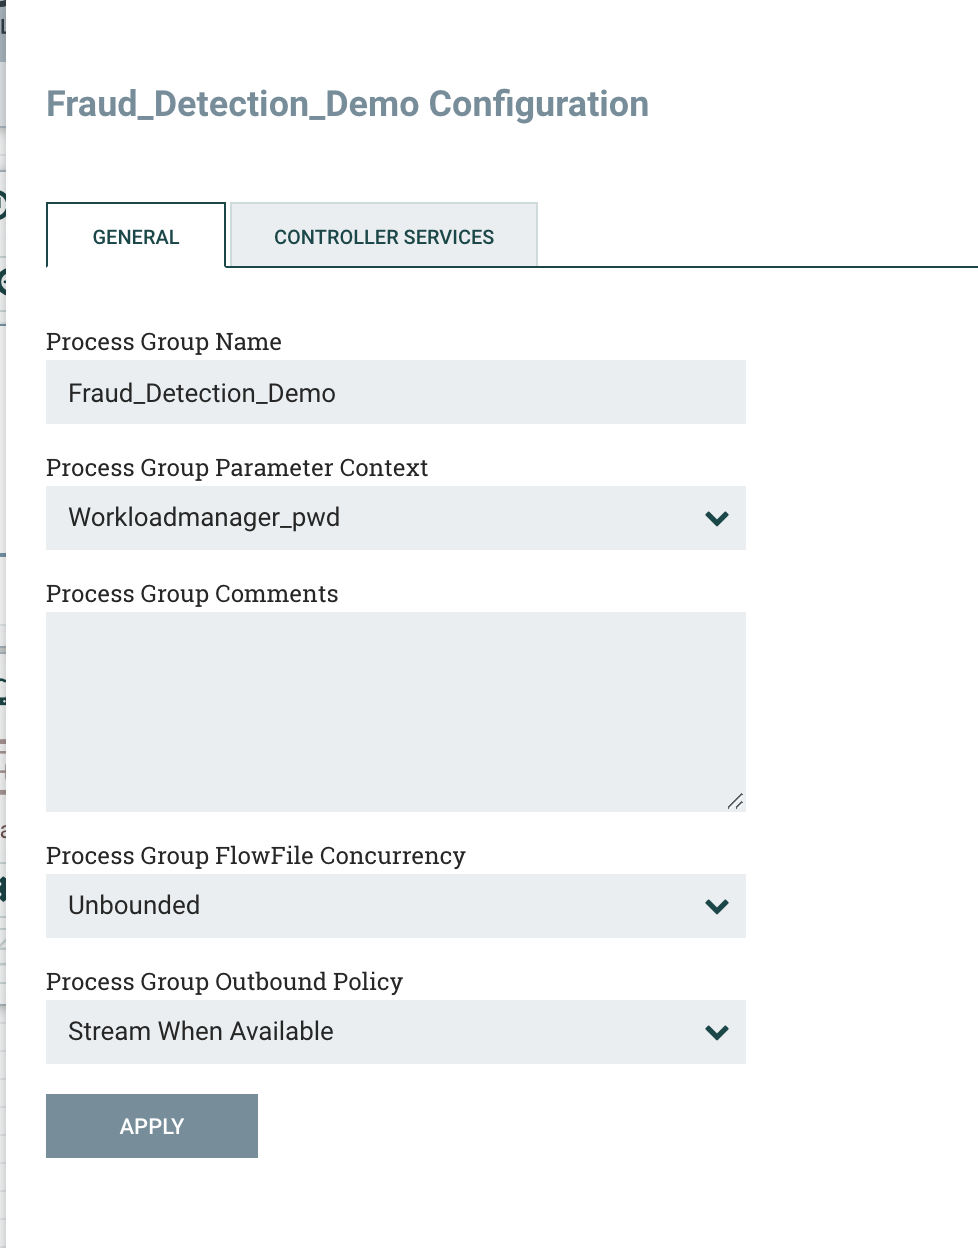 Fraud_Detection_Demo Configuration
GENERAL
CONTROLLER SERVICES
Process Group Name
Fraud_Detection_Demo
Process Group Parameter Context
Workloadmanager_pwd
Process Group Comments
Process Group FlowFile Concurrency
Unbounded
Process Group Outbound Policy
Stream When Available
APPLY